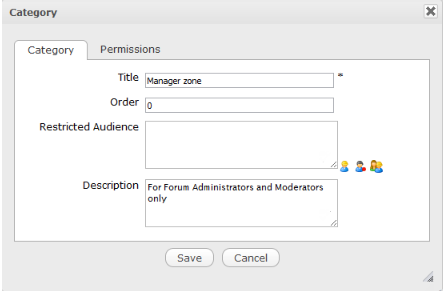 Category
Category Permissions
Title Manager zone *
Order 0
Restricted Audience
Description For Forum Administrators and Moderators
only
Save Cancel